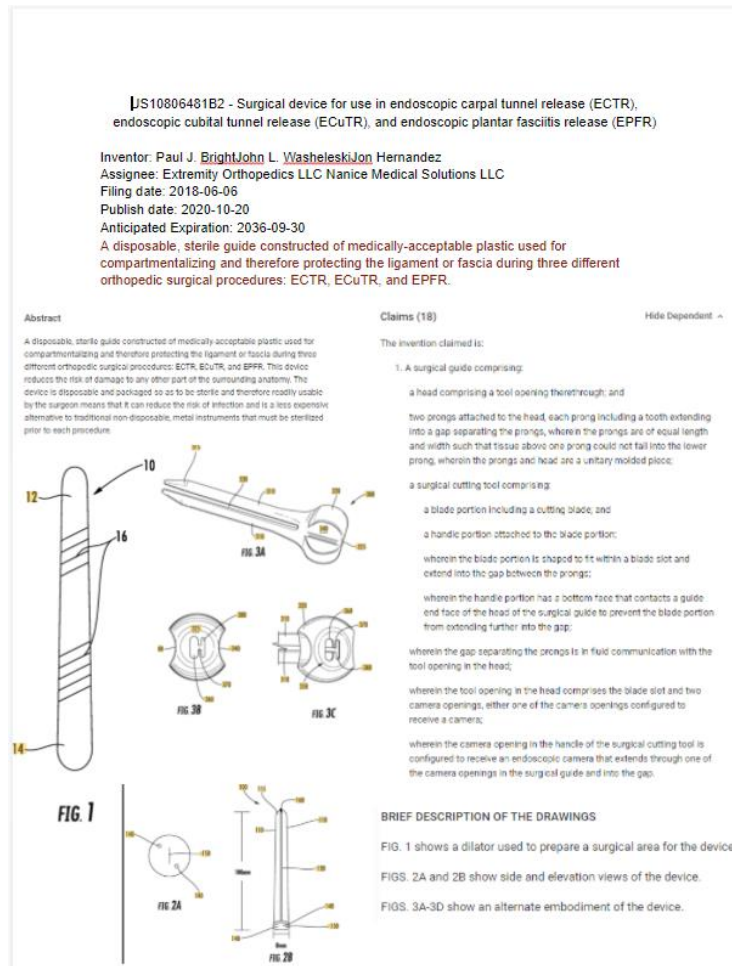 US10806481B2 - Surgical device for use in endoscopic carpal tunnel release (ECTR),
endoscopic cubital tunnel release (ECuTR), and endoscopic plantar fasciitis release (EPFR)
Inventor: Paul J. BrightJohn L. WasheleskiJon Hernandez
Assignee: Extremity Orthopedics LLC Nanice Medical Solutions LLC
Filing date: 2018-06-06
Publish date: 2020-10-20
Anticipated Expiration: 2036-09-30
A disposable, sterile guide constructed of medically-acceptable plastic used for
compartmentalizing and therefore protecting the ligament or fascia during three different
orthopedic surgical procedures: ECTR, ECuTR, and EPFR.
Abstract
A disposable, sterile guide constructed of medically-acceptable plastic used for
compartmentalizing and therefore protecting the ligament or fascia during three
different orthopedic surgical procedures: ECTR, ECuTR, and EPFR. This device
reduces the risk of damage to any other part of the surrounding anatomy. The
device is disposable and packaged so as to be sterile and therefore readily usable
by the surgeon means that it can reduce the risk of infection and is a less expensive
alternative to traditional non-disposable, metal instruments that must be sterilized
prior to each procedure.
10
12
16
14
FIG. 1
FIG. 3A
FIG. 3B
FIG. 3C
FIG. 2A
FIG. 2B
Claims (18)
Hide Dependent
The invention claimed is:
1. A surgical guide comprising:
a head comprising a tool opening therethrough; and
two prongs attached to the head, each prong including a tooth extending
into a gap separating the prongs, wherein the prongs are of equal length
and width such that tissue above one prong could not fall into the lower
prong, wherein the prongs and head are a unitary molded piece;
a surgical cutting tool comprising:
a blade portion including a cutting blade; and
a handle portion attached to the blade portion;
wherein the blade portion is shaped to fit within a blade slot and
extend into the gap between the prongs;
wherein the handle portion has a bottom face that contacts a guide
end face of the head of the surgical guide to prevent the blade portion
from extending further into the gap;
wherein the gap separating the prongs is in fluid communication with the
tool opening in the head;
wherein the tool opening in the head comprises the blade slot and two
camera openings, either one of the camera openings configured to
receive a camera;
wherein the camera opening in the handle of the surgical cutting tool is
configured to receive an endoscopic camera that extends through one of
the camera openings in the surgical guide and into the gap.
BRIEF DESCRIPTION OF THE DRAWINGS
FIG. 1 shows a dilator used to prepare a surgical area for the device
FIGS. 2A and 2B show side and elevation views of the device.
FIGS. 3A-3D show an alternate embodiment of the device.